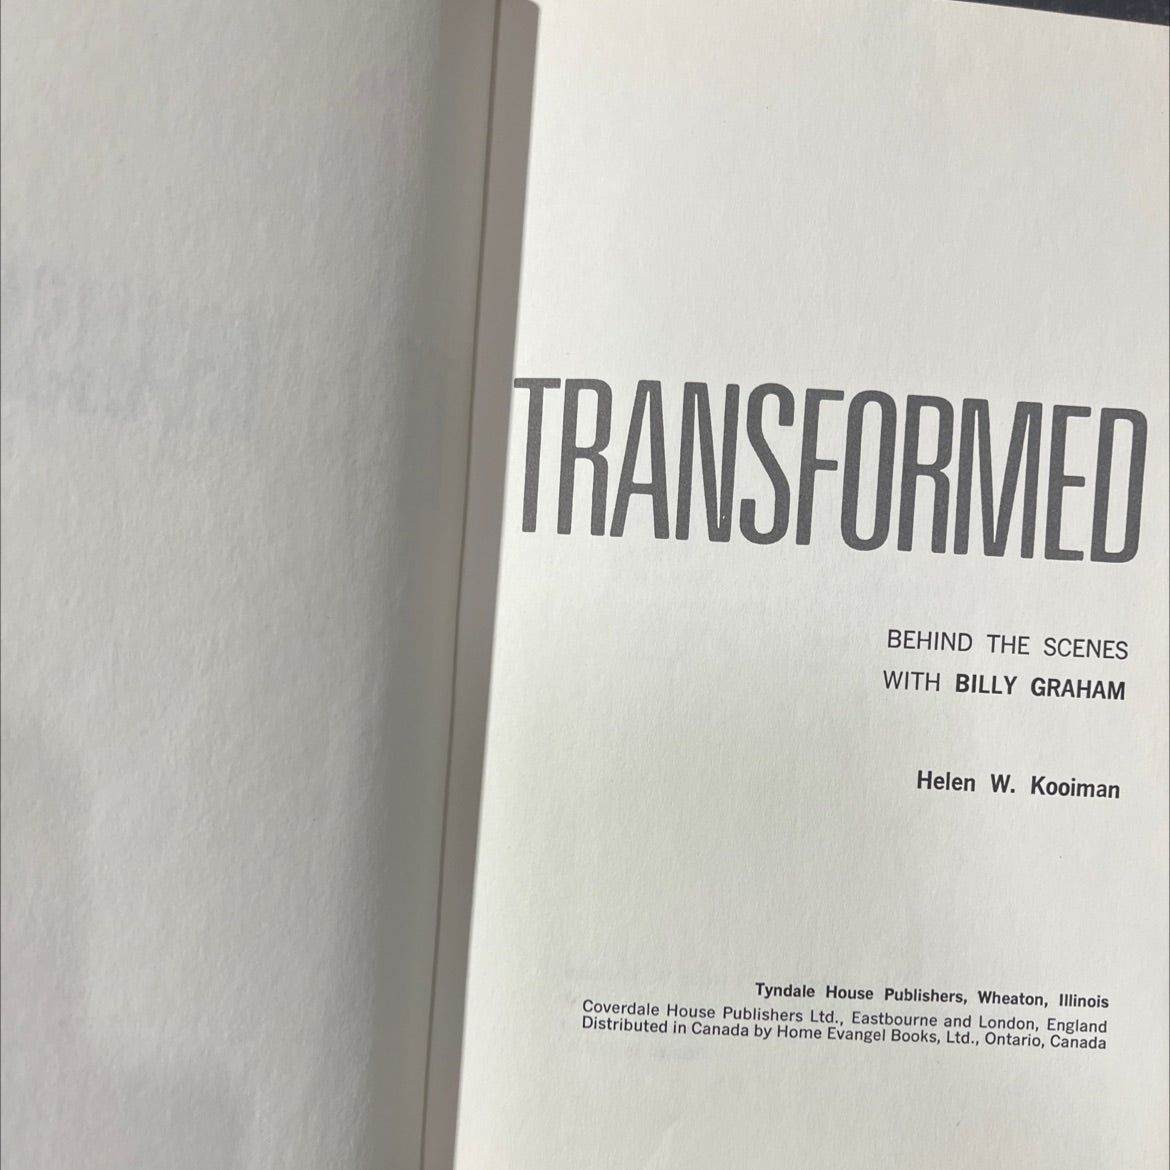 TRANSFORMED
BEHIND THE SCENES
WITH BILLY GRAHAM
Helen W. Kooiman
Tyndale House Publishers, Wheaton, Illinois
Coverdale House Publishers Ltd., Eastbourne and London, England
Distributed in Canada by Home Evangel Books, Ltd., Ontario, Canada